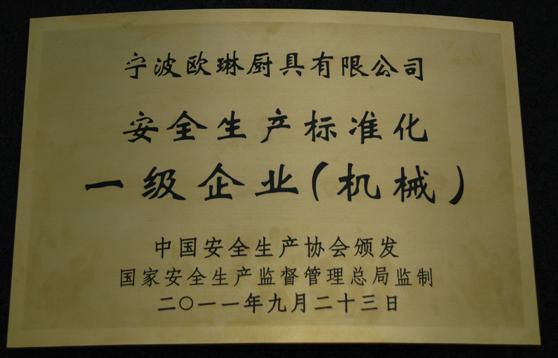 宁波欧琳厨具有限公司
安全生产标准化
一级企业(机械)
中国安全生产协会颁发
国家安全生产监督管理总局监制
二〇一一年九月二十三日